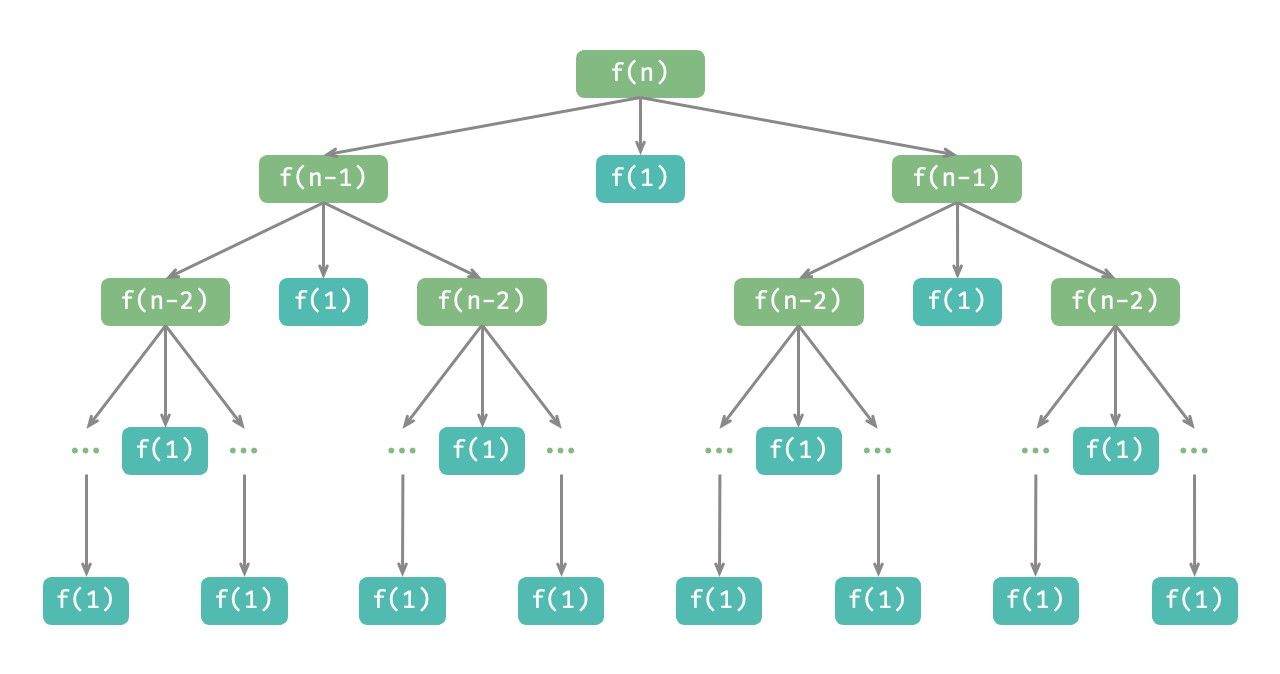 f(n)
f(n-1) f(1) f(n-1)
f(n-2) f(1) f(n-2) f(n-2) f(1) f(n-2)
... f(1) ... ... f(1) ... ... f(1) ... ... f(1) ...
f(1) f(1) f(1) f(1) f(1) f(1) f(1) f(1)